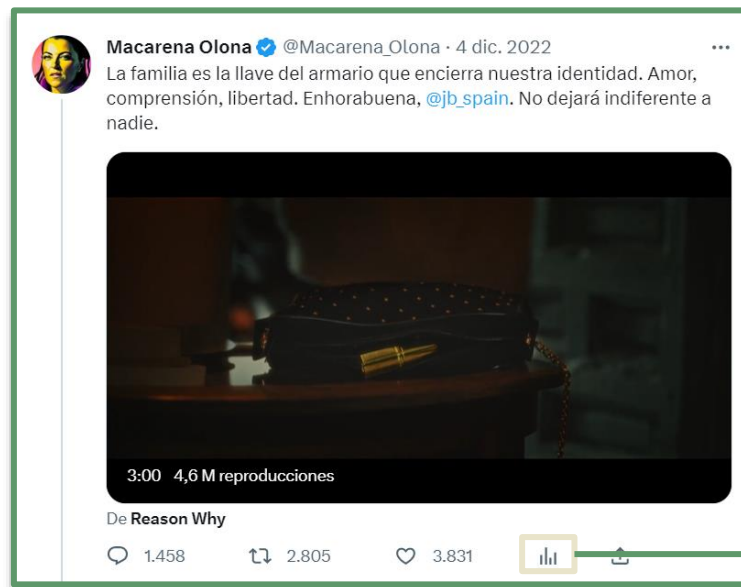 Macarena Olona @Macarena_Olona · 4 dic. 2022
La familia es la llave del armario que encierra nuestra identidad. Amor,
comprensión, libertad. Enhorabuena, @jb_spain. No dejará indiferente a
nadie.
3:00 4,6 M reproducciones
De Reason Why
1.458 2.805 3.831